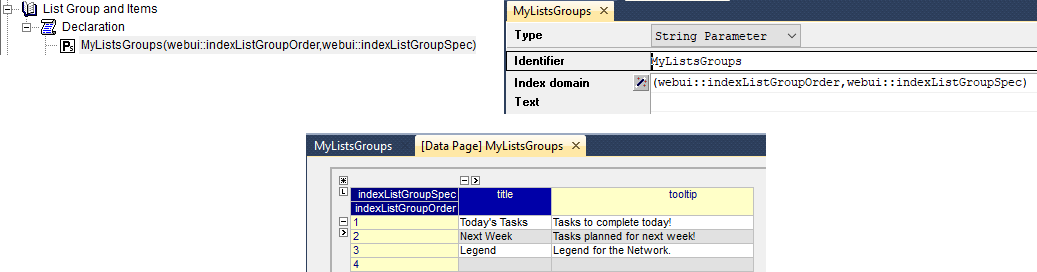 List Group and Items
Declaration
MyListsGroups(webui::indexListGroupOrder,webui::indexListGroupSpec)
MyListsGroups
Type String Parameter
Identifier MyListsGroups
Index domain (webui::indexListGroupOrder,webui::indexListGroupSpec)
Text
MyListsGroups [Data Page] MyListsGroups
indexListGroupSpec title tooltip
indexListGroupOrder
1 Today's Tasks Tasks to complete today!
2 Next Week Tasks planned for next week!
3 Legend Legend for the Network.
4